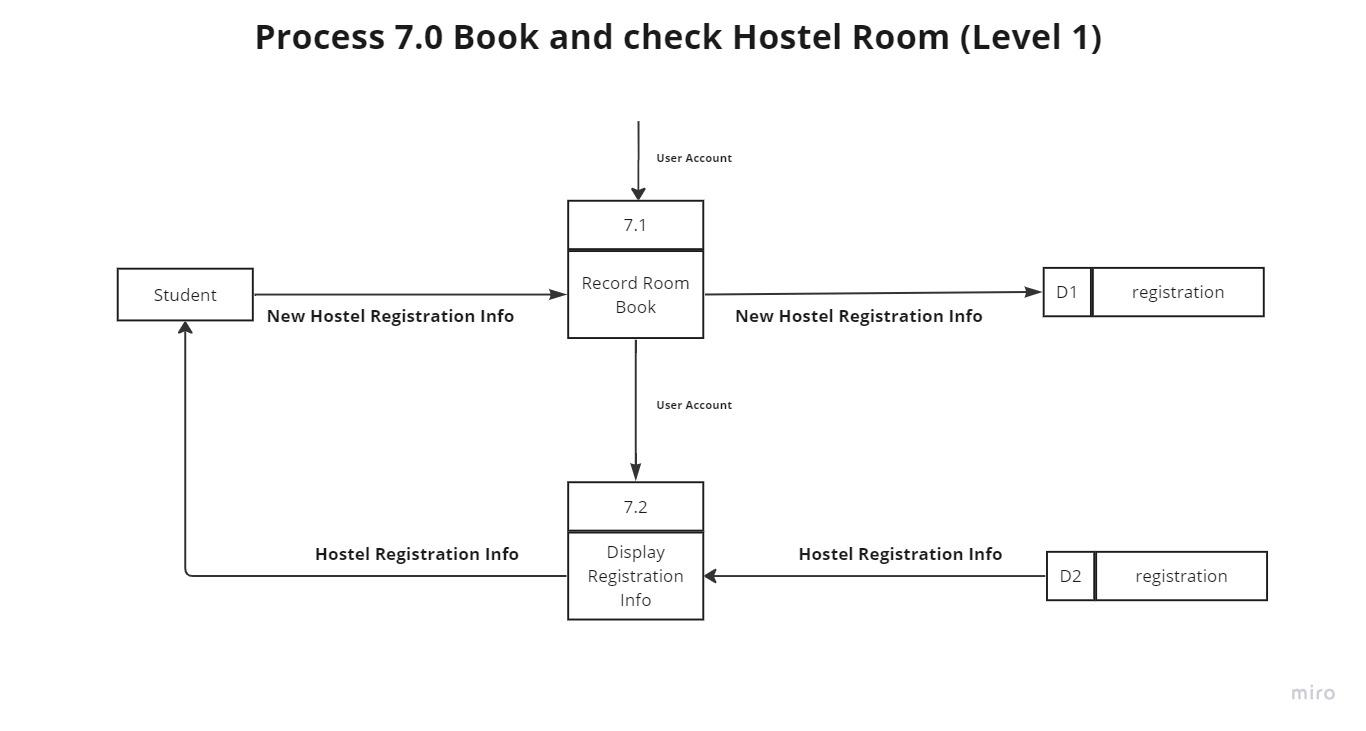 Process 7.0 Book and check Hostel Room (Level 1)
User Account
7.1
Record Room
Book
Student
New Hostel Registration Info
New Hostel Registration Info
D1
registration
User Account
7.2
Display
Registration
Info
Hostel Registration Info
Hostel Registration Info
D2
registration
miro